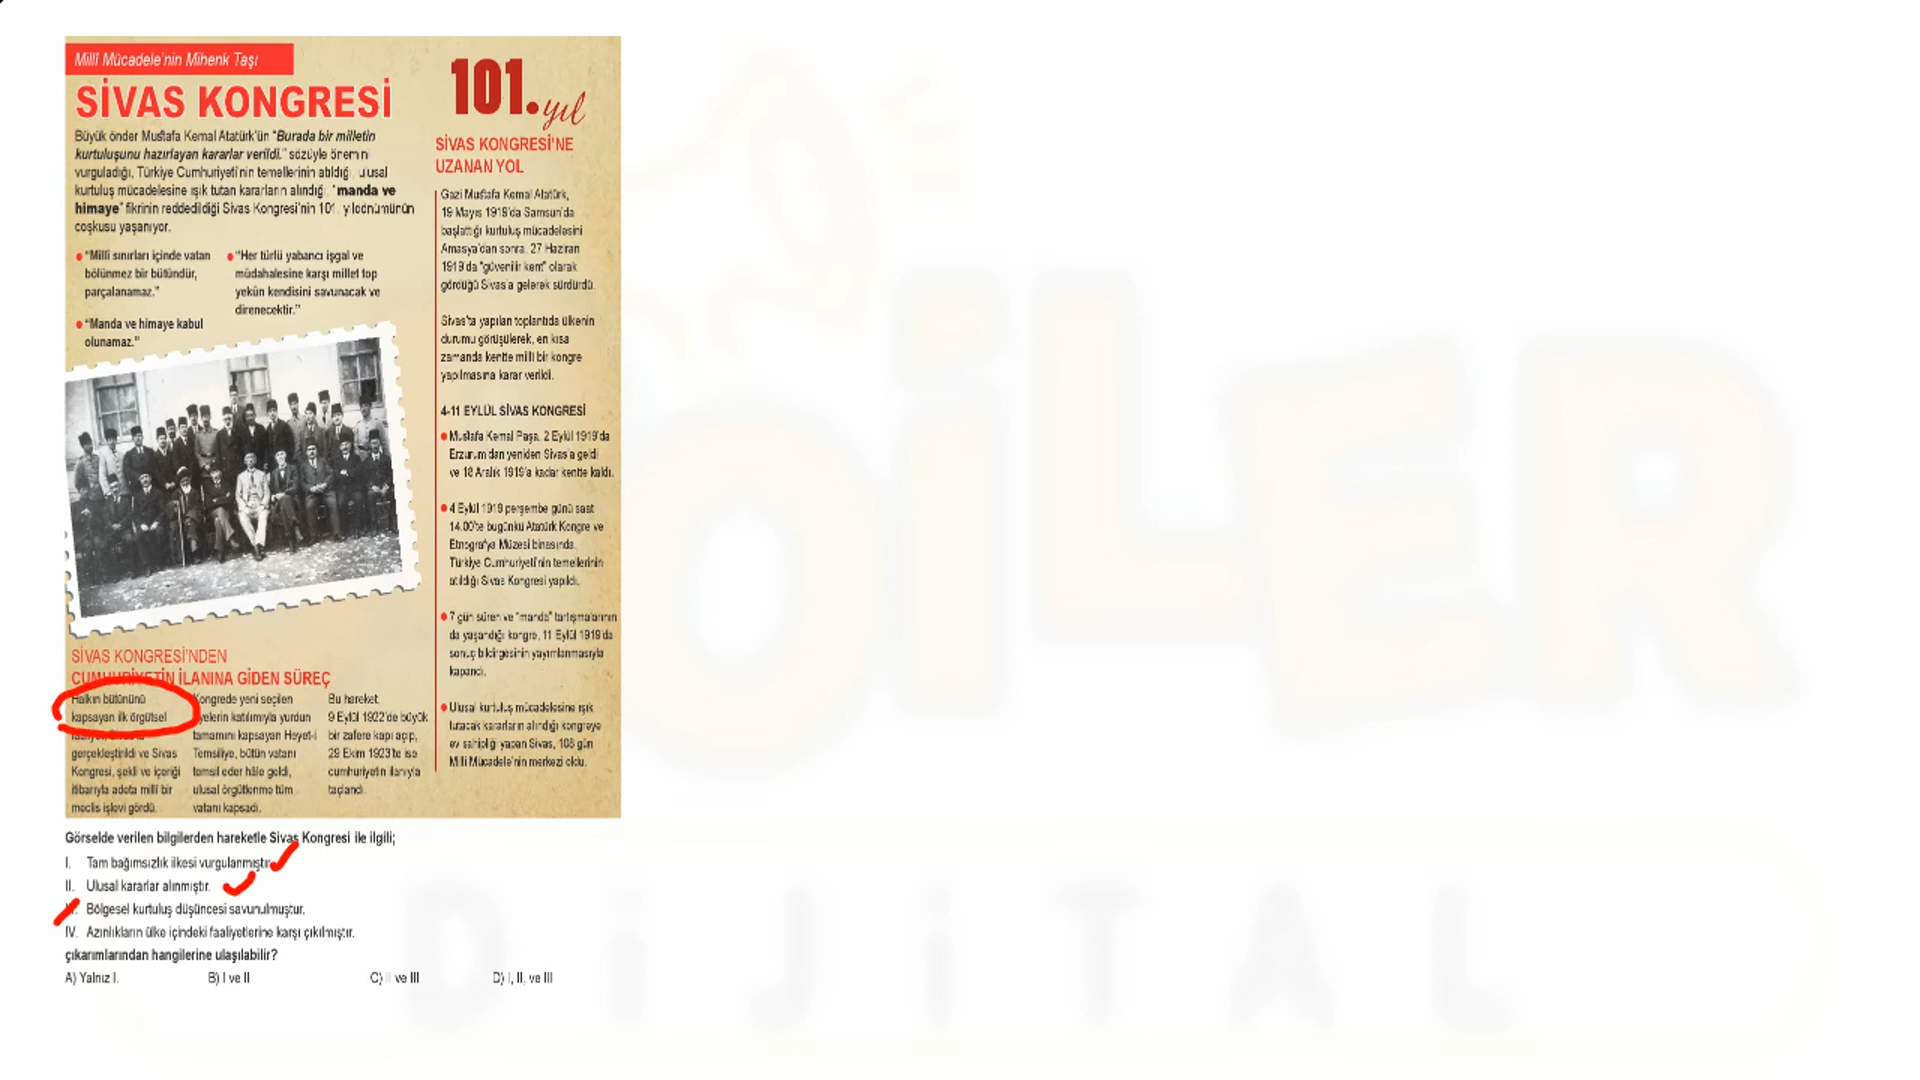 Millî Mücadele'nin Mihenk Taşı
SİVAS KONGRESİ
Büyük önder Mustafa Kemal Atatürk'ün "Burada bir milletin
kurtuluşunu hazırlayan kararlar verildi." sözüyle önemini
vurguladığı, Türkiye Cumhuriyeti'nin temellerinin atıldığı, ulusal
kurtuluş mücadelesine ışık tutan kararların alındığı, "manda ve
himaye" fikrinin reddedildiği Sivas Kongresi'nin 101. yıldönümünün
coşkusu yaşanıyor.
"Milli sınırları içinde vatan
bölünmez bir bütündür,
parçalanamaz."
"Manda ve himaye kabul
olunamaz."
"Her türlü yabancı işgal ve
müdahalesine karşı millet top
yekün kendisini savunacak ve
direnecektir."
SİVAS KONGRESİ'NDEN
CUMHURİYETİN İLANINA GİDEN SÜREÇ
Halkın bütününü
kapsayan ilk örgütsel
gerçekleştirildi ve Sivas
Kongresi, şekli ve içeriği
itibarıyla adeta millî bir
meclis işlevi gördü.
Kongrede yeni seçilen
üyelerin katılımıyla yurdun
tamamını kapsayan Heyet-i
Temsiliye, bütün vatanı
temsil eder hâle geldi,
ulusal örgütlenme tüm
vatanı kapsadı.
Bu hareket,
9 Eylül 1922'de büyük
bir zafere kapı açıp,
29 Ekim 1923'te ise
cumhuriyetin ilanıyla
taçlandı.
101.yıl
SİVAS KONGRESİ'NE
UZANAN YOL
Gazi Mustafa Kemal Atatürk,
19 Mayıs 1919'da Samsun'da
başlattığı kurtuluş mücadelesini
Amasya'dan sonra, 27 Haziran
1919'da "güvenilir kent" olarak
gördüğü Sivas'a gelerek sürdürdü.
Sivas'ta yapılan toplantıda ülkenin
durumu görüşülerek, en kısa
zamanda kentte millî bir kongre
yapılmasına karar verildi.
4-11 EYLÜL SİVAS KONGRESİ
Mustafa Kemal Paşa, 2 Eylül 1919'da
Erzurum'dan yeniden Sivas'a geldi
ve 18 Aralık 1919'a kadar kentte kaldı.
4 Eylül 1919 perşembe günü saat
14.00'te bugünkü Atatürk Kongre ve
Etnografya Müzesi binasında,
Türkiye Cumhuriyeti'nin temellerinin
atıldığı Sivas Kongresi yapıldı.
7 gün süren ve "manda" tartışmalarının
da yaşandığı kongre, 11 Eylül 1919'da
sonuç bildirgesinin yayımlanmasıyla
kapandı.
Ulusal kurtuluş mücadelesine ışık
tutacak kararların alındığı kongreye
ev sahipliği yapan Sivas, 108 gün
Millî Mücadele'nin merkezi oldu.
Görselde verilen bilgilerden hareketle Sivas Kongresi ile ilgili;
I. Tam bağımsızlık ilkesi vurgulanmıştır.
II. Ulusal kararlar alınmıştır.
Bölgesel kurtuluş düşüncesi savunulmuştur.
IV. Azınlıkların ülke içindeki faaliyetlerine karşı çıkılmıştır.
çıkarımlarından hangilerine ulaşılabilir?
A) Yalnız I. B) I ve II C) II ve III D) I, II, ve III
DİJİTAL